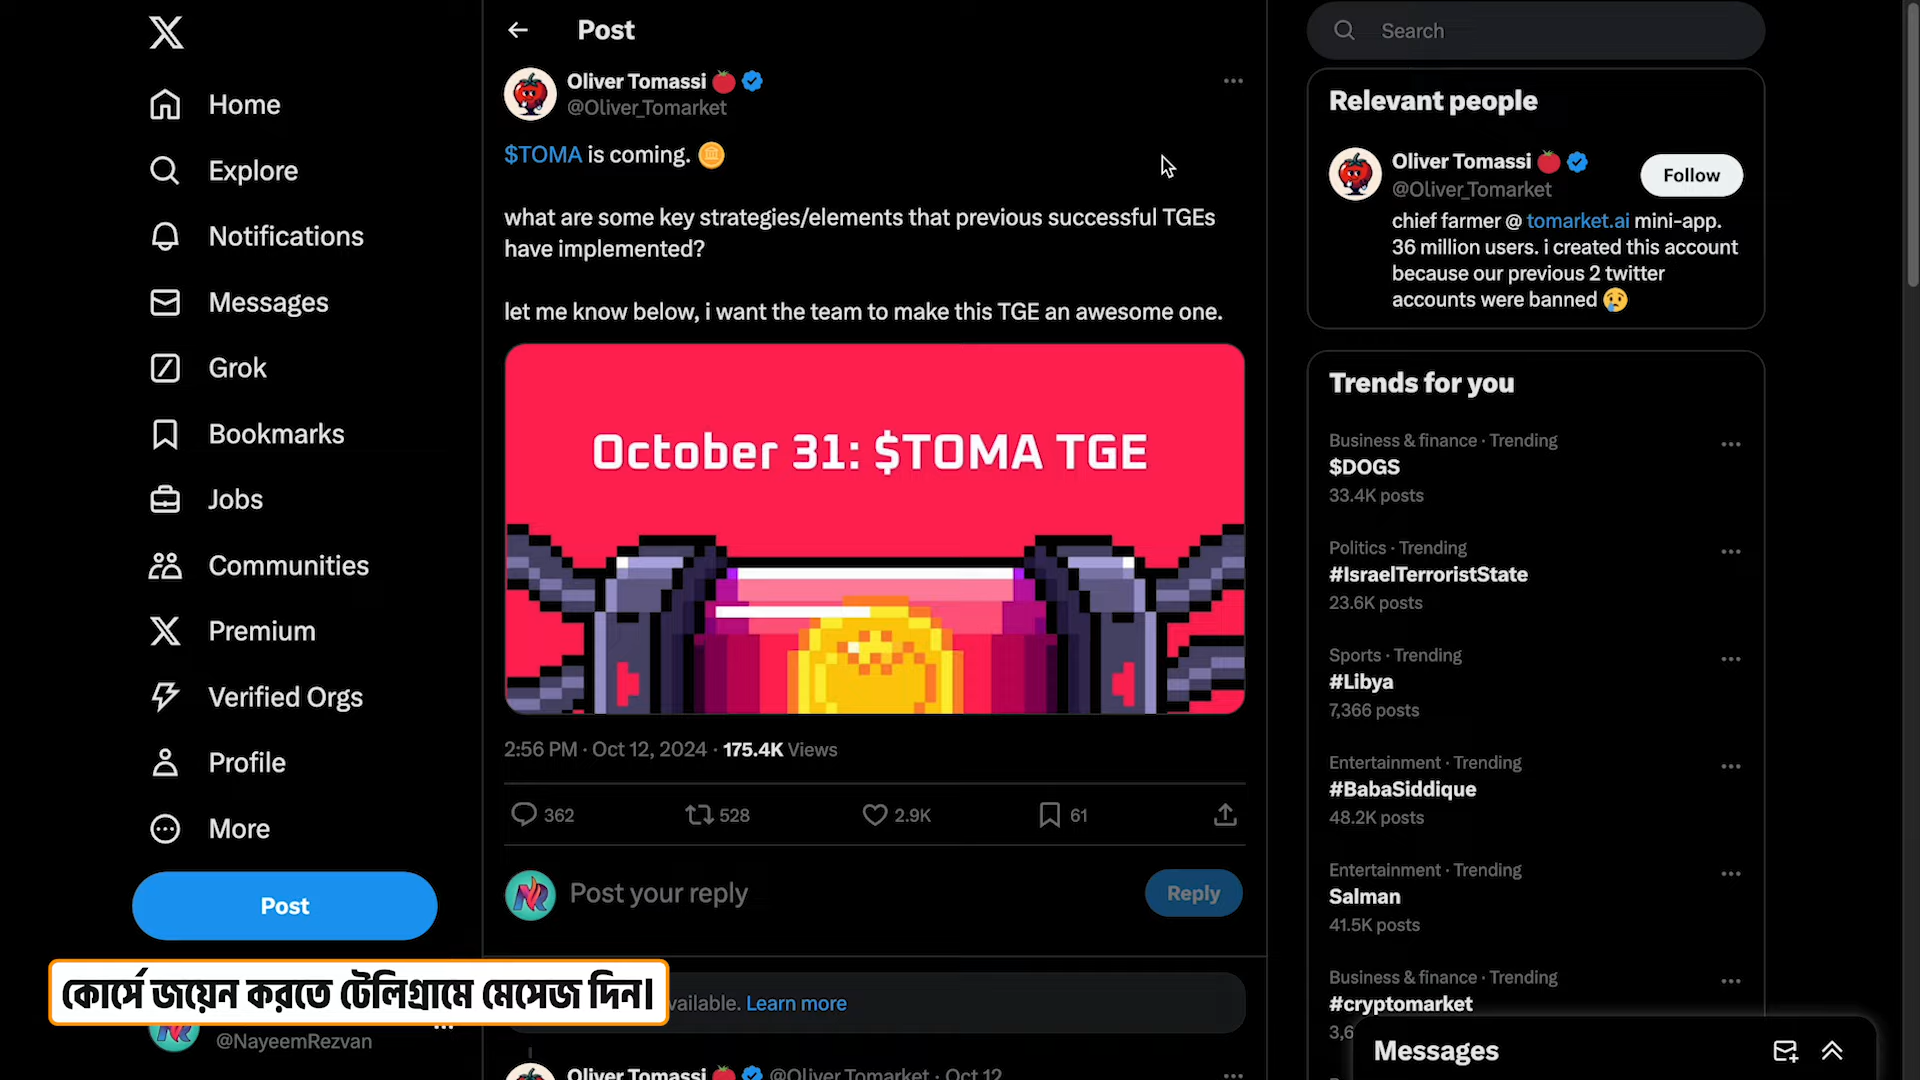 Home
Explore
Notifications
Messages
Grok
Bookmarks
Jobs
Communities
Premium
Verified Orgs
Profile
More
Post
কোর্সে জয়েন করতে টেলিগ্রামে মেসেজ দিন।
@NayeemRezvan
Post
Oliver Tomassi
@Oliver_Tomarket
$TOMA is coming.
what are some key strategies/elements that previous successful TGEs
have implemented?
let me know below, i want the team to make this TGE an awesome one.
October 31: $TOMA TGE
2:56 PM · Oct 12, 2024 · 175.4K Views
362 528 2.9K 61
Post your reply
Reply
Learn more
Oliver Tomassi @Oliver Tomarket · Oct 12
Search
Relevant people
Oliver Tomassi
@Oliver_Tomarket
Follow
chief farmer @ tomarket.ai mini-app.
36 million users. i created this account
because our previous 2 twitter
accounts were banned
Trends for you
Business & finance · Trending
$DOGS
33.4K posts
Politics · Trending
#IsraelTerroristState
23.6K posts
Sports · Trending
#Libya
7,366 posts
Entertainment · Trending
#BabaSiddique
48.2K posts
Entertainment · Trending
Salman
41.5K posts
Business & finance · Trending
#cryptomarket
Messages